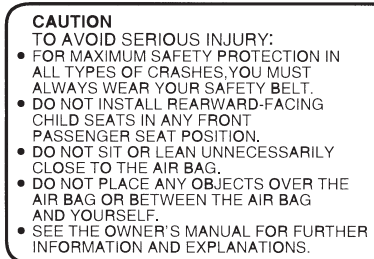 CAUTION
TO AVOID SERIOUS INJURY:
• FOR MAXIMUM SAFETY PROTECTION IN
ALL TYPES OF CRASHES,YOU MUST
ALWAYS WEAR YOUR SAFETY BELT.
• DO NOT INSTALL REARWARD-FACING
CHILD SEATS IN ANY FRONT
PASSENGER SEAT POSITION.
• DO NOT SIT OR LEAN UNNECESSARILY
CLOSE TO THE AIR BAG.
• DO NOT PLACE ANY OBJECTS OVER THE
AIR BAG OR BETWEEN THE AIR BAG
AND YOURSELF.
• SEE THE OWNER'S MANUAL FOR FURTHER
INFORMATION AND EXPLANATIONS.